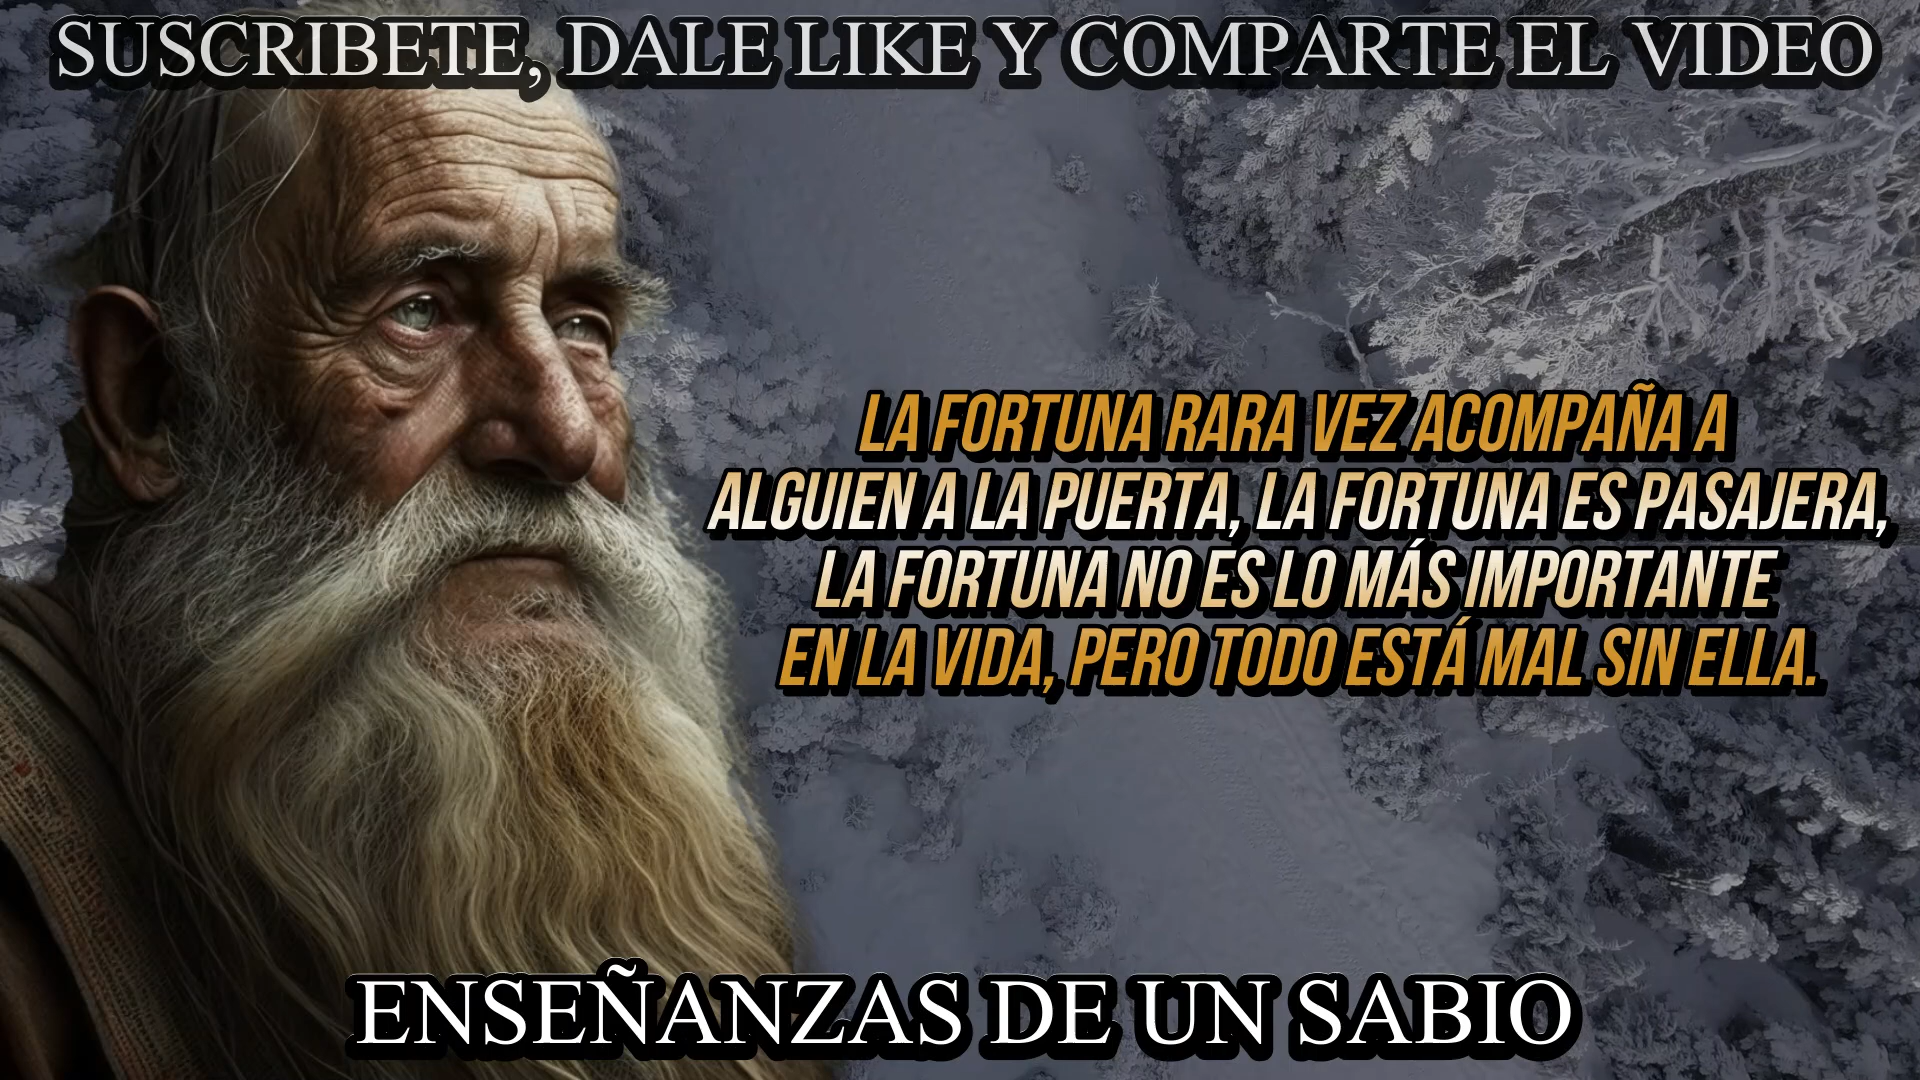 SUSCRIBETE, DALE LIKE Y COMPARTE EL VIDEO
LA FORTUNA RARA VEZ ACOMPAÑA A
ALGUIEN A LA PUERTA, LA FORTUNA ES PASAJERA,
LA FORTUNA NO ES LO MÁS IMPORTANTE
EN LA VIDA, PERO TODO ESTÁ MAL SIN ELLA.
ENSEÑANZAS DE UN SABIO